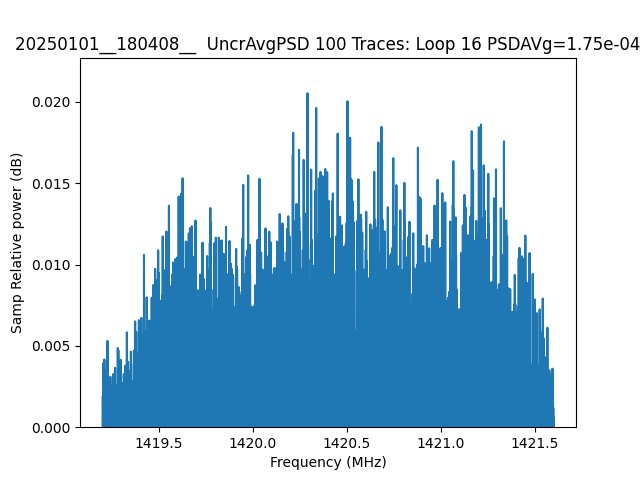 20250101__180408__  UncrAvgPSD 100 Traces: Loop 16 PSDAVg=1.75e-04
0.020
0.015
0.010
0.005
0.000
Samp Relative power (dB)
1419.5 1420.0 1420.5 1421.0 1421.5
Frequency (MHz)